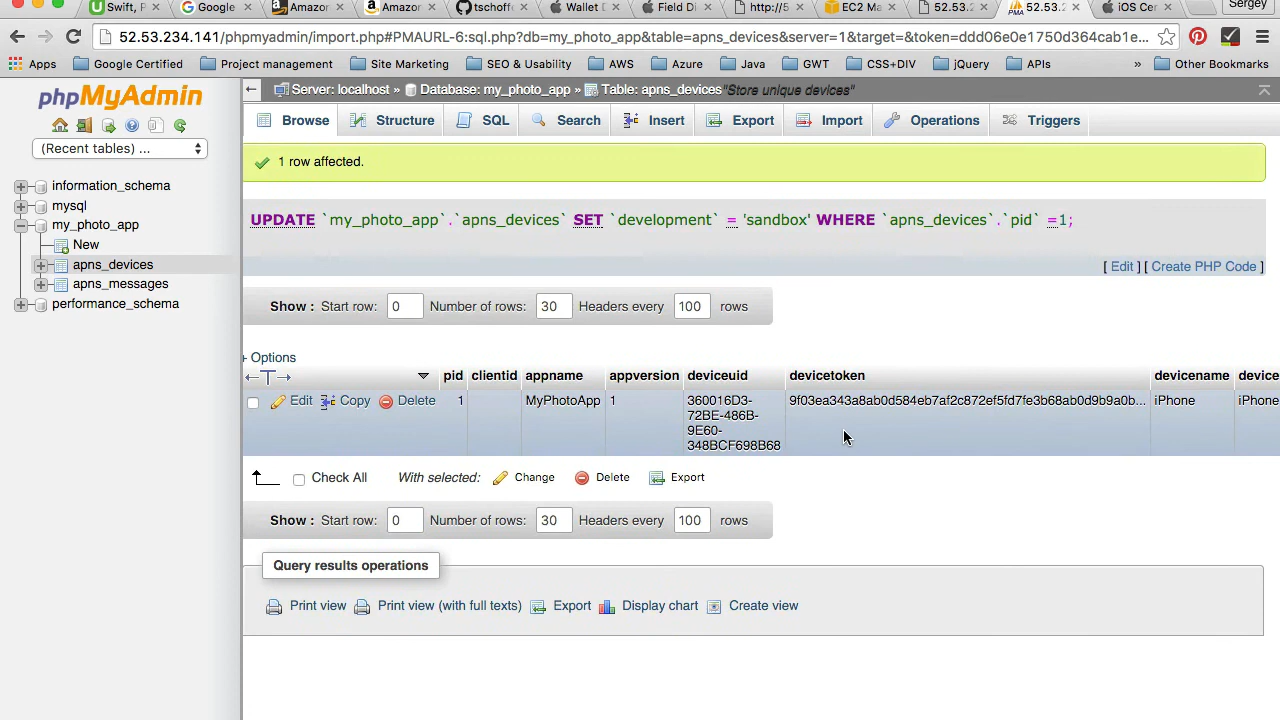 Swift, P
Google
Amazor
Amazor
tschoff
Wallet D
Field Di
http://S
EC2 Ma
52.53.
52.53.2
iOS Cer
Sergey
52.53.234.141/phpmyadmin/import.php#PMAURL-6:sql.php?db=my_photo_app&table=apns_devices&server=1&target=&token=ddd06e0e1750d364cab1e...
Apps Google Certified Project management Site Marketing SEO & Usability AWS Azure Java GWT CSS+DIV jQuery APIs » Other Bookmarks
phpMyAdmin
(Recent tables) ...
information_schema
mysql
my_photo_app
New
apns_devices
apns_messages
performance_schema
Server: localhost » Database: my_photo_app » Table: apns_devices "Store unique devices"
Browse Structure SQL Search Insert Export Import Operations Triggers
1 row affected.
UPDATE `my_photo_app`.`apns_devices` SET `development` = 'sandbox' WHERE `apns_devices`.`pid` =1;
[ Edit ] [ Create PHP Code ]
Show : Start row: 0 Number of rows: 30 Headers every 100 rows
+ Options
←T→ pid clientid appname appversion deviceuid devicetoken devicename device
Edit Copy Delete 1 MyPhotoApp 1 360016D3- 9f03ea343a8ab0d584eb7af2c872ef5fd7fe3b68ab0d9b9a0b... iPhone iPhone
72BE-486B-
9E60-
348BCF698B68
Check All With selected: Change Delete Export
Show : Start row: 0 Number of rows: 30 Headers every 100 rows
Query results operations
Print view Print view (with full texts) Export Display chart Create view